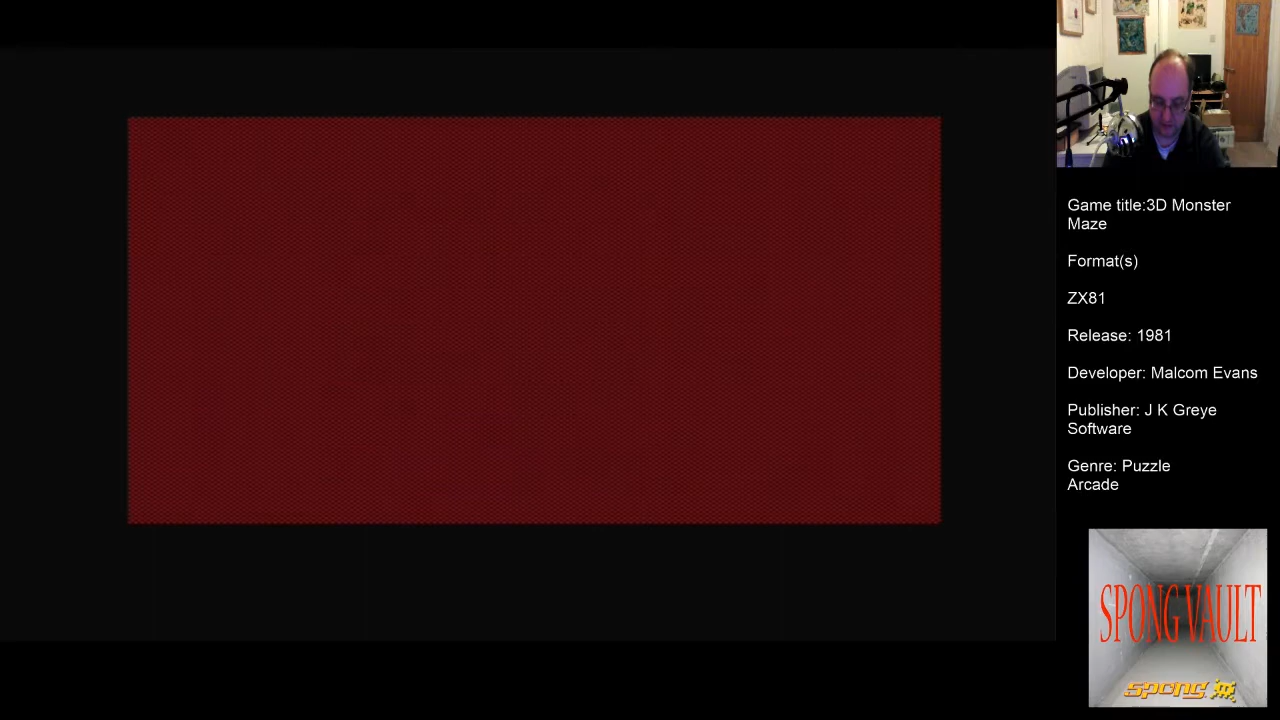 Game title:3D Monster
Maze
Format(s)
ZX81
Release: 1981
Developer: Malcom Evans
Publisher: J K Greye
Software
Genre: Puzzle
Arcade
SPONG VAULT
spong